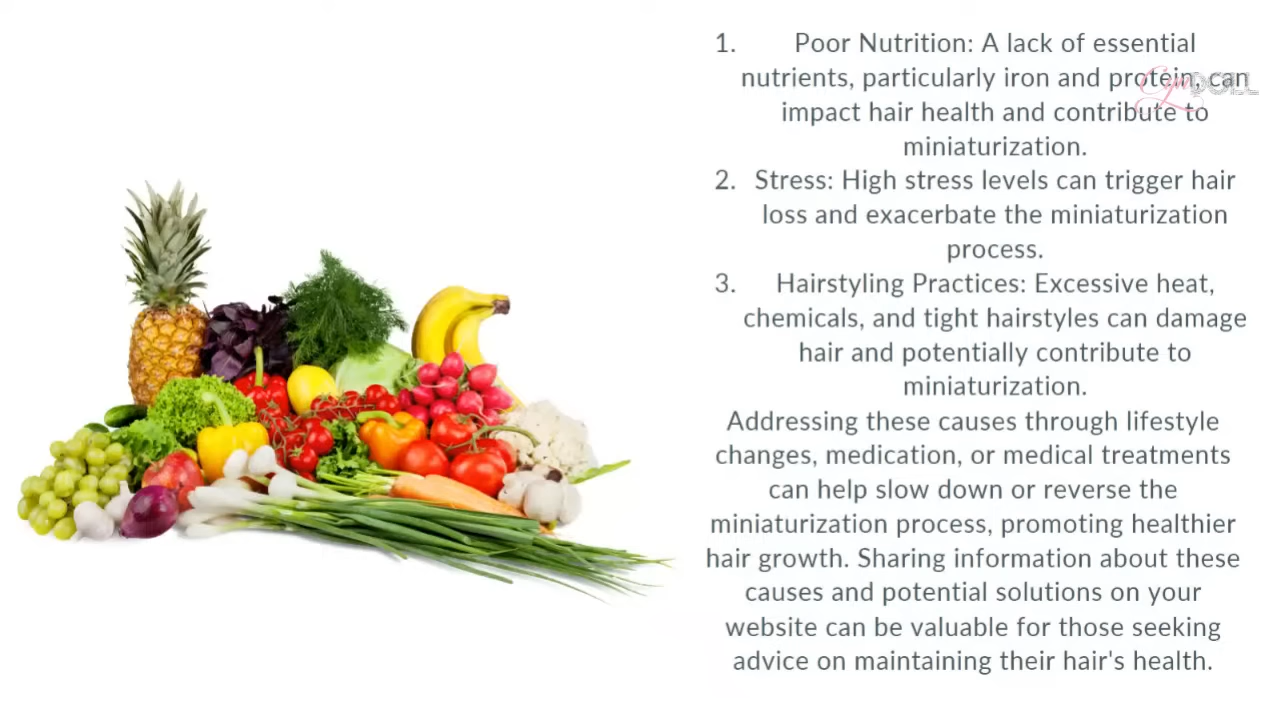 1. Poor Nutrition: A lack of essential
nutrients, particularly iron and protein, can
impact hair health and contribute to
miniaturization.
2. Stress: High stress levels can trigger hair
loss and exacerbate the miniaturization
process.
3. Hairstyling Practices: Excessive heat,
chemicals, and tight hairstyles can damage
hair and potentially contribute to
miniaturization.
Addressing these causes through lifestyle
changes, medication, or medical treatments
can help slow down or reverse the
miniaturization process, promoting healthier
hair growth. Sharing information about these
causes and potential solutions on your
website can be valuable for those seeking
advice on maintaining their hair's health.